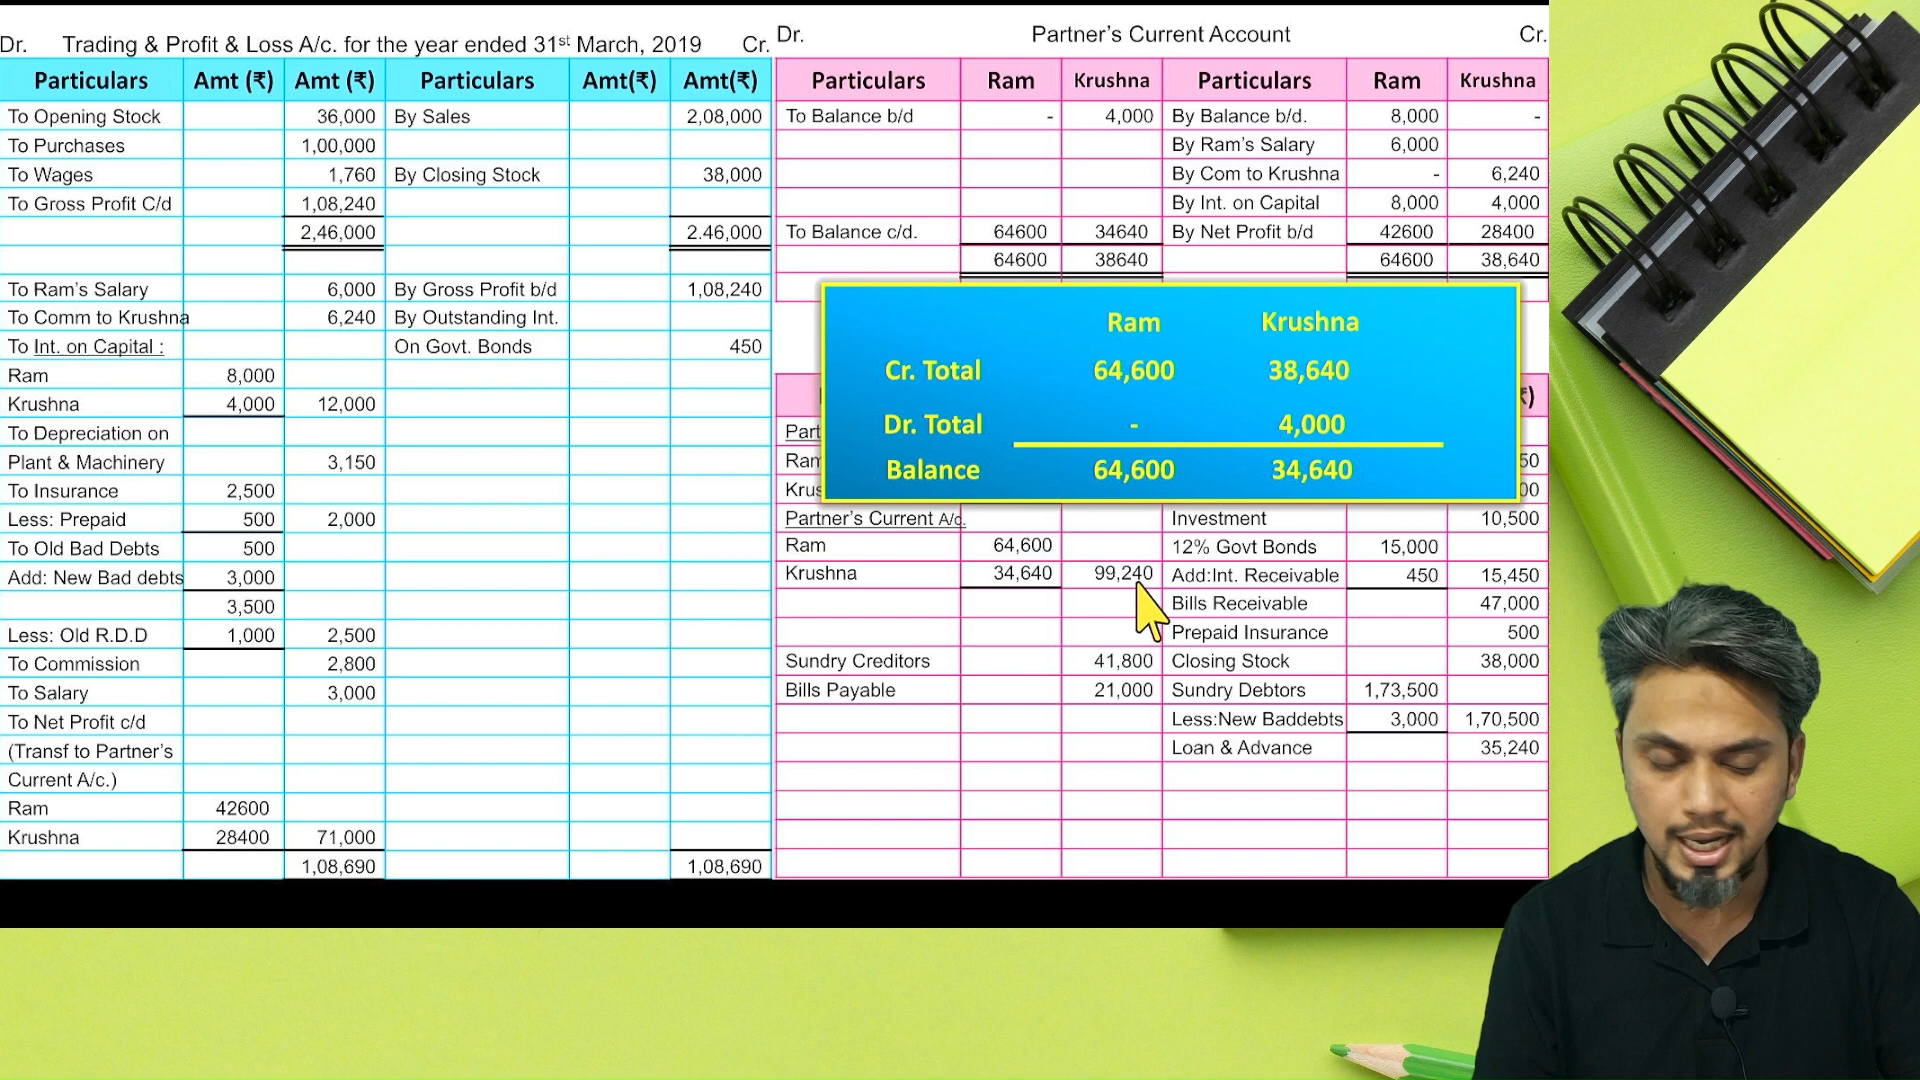 Dr. Trading & Profit & Loss A/c. for the year ended 31st March, 2019 Cr.
Particulars Amt (₹) Amt (₹) Particulars Amt(₹) Amt(₹)
To Opening Stock 36,000 By Sales 2,08,000
To Purchases 1,00,000
To Wages 1,760 By Closing Stock 38,000
To Gross Profit C/d 1,08,240
2,46,000 2.46,000
To Ram's Salary 6,000 By Gross Profit b/d 1,08,240
To Comm to Krushna 6,240 By Outstanding Int.
To Int. on Capital : On Govt. Bonds 450
Ram 8,000
Krushna 4,000 12,000
To Depreciation on
Plant & Machinery 3,150
To Insurance 2,500
Less: Prepaid 500 2,000
To Old Bad Debts 500
Add: New Bad debts 3,000
3,500
Less: Old R.D.D 1,000 2,500
To Commission 2,800
To Salary 3,000
To Net Profit c/d
(Transf to Partner's
Current A/c.)
Ram 42600
Krushna 28400 71,000
1,08,690 1,08,690
Dr. Partner's Current Account Cr.
Particulars Ram Krushna Particulars Ram Krushna
To Balance b/d - 4,000 By Balance b/d. 8,000 -
By Ram's Salary 6,000
By Com to Krushna - 6,240
By Int. on Capital 8,000 4,000
To Balance c/d. 64600 34640 By Net Profit b/d 42600 28400
64600 38640 64600 38,640
Ram Krushna
Cr. Total 64,600 38,640
Dr. Total - 4,000
Balance 64,600 34,640
Partner's Current A/c. Investment 10,500
Ram 64,600 12% Govt Bonds 15,000
Krushna 34,640 99,240 Add:Int. Receivable 450 15,450
Bills Receivable 47,000
Prepaid Insurance 500
Sundry Creditors 41,800 Closing Stock 38,000
Bills Payable 21,000 Sundry Debtors 1,73,500
Less:New Baddebts 3,000 1,70,500
Loan & Advance 35,240